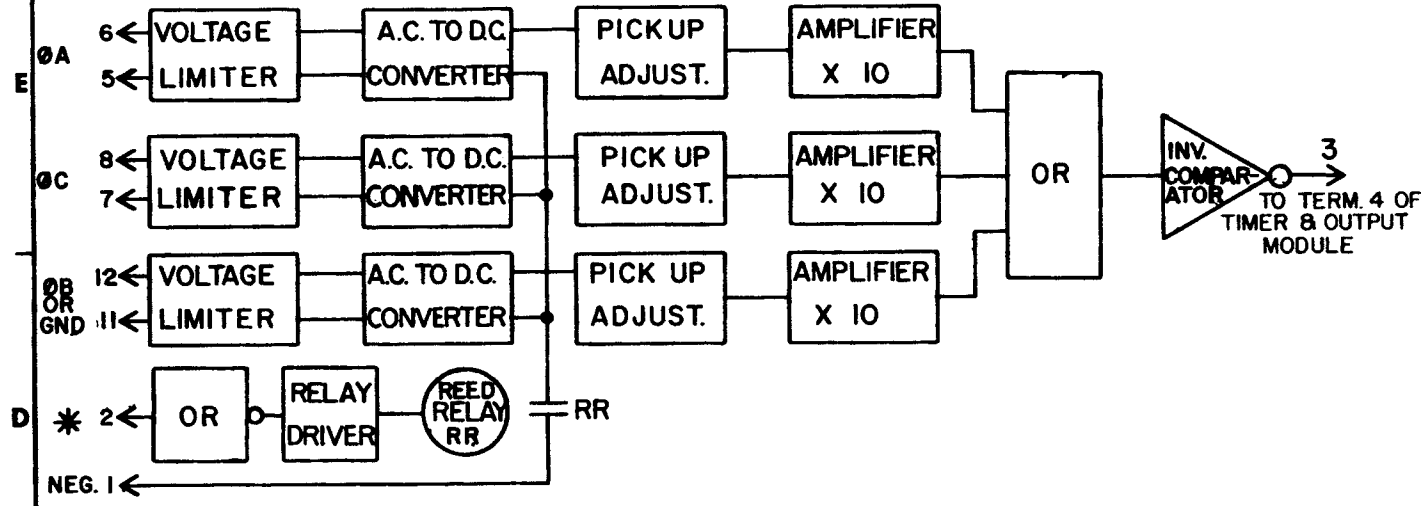 E
ØA
6
5
VOLTAGE
LIMITER
A.C. TO D.C.
CONVERTER
PICK UP
ADJUST.
AMPLIFIER
X 10
ØC
8
7
VOLTAGE
LIMITER
A.C. TO D.C.
CONVERTER
PICK UP
ADJUST.
AMPLIFIER
X 10
OR
INV.
COMPAR-
ATOR
3
TO TERM. 4 OF
TIMER & OUTPUT
MODULE
ØB
OR
GND
12
11
VOLTAGE
LIMITER
A.C. TO D.C.
CONVERTER
PICK UP
ADJUST.
AMPLIFIER
X 10
D
* 2
OR
RELAY
DRIVER
REED
RELAY
RR
RR
NEG. 1